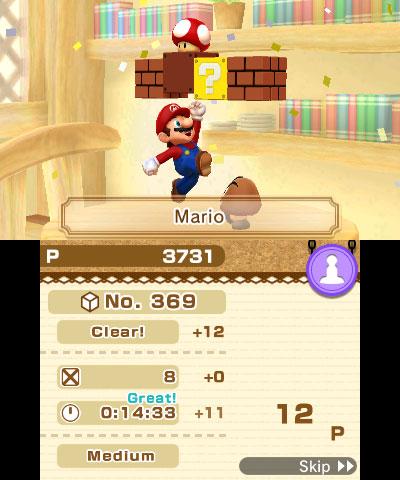 ?
Mario
P 3731
No. 369
Clear! +12
8 +0
Great!
0:14:33 +11
12 P
Medium
Skip